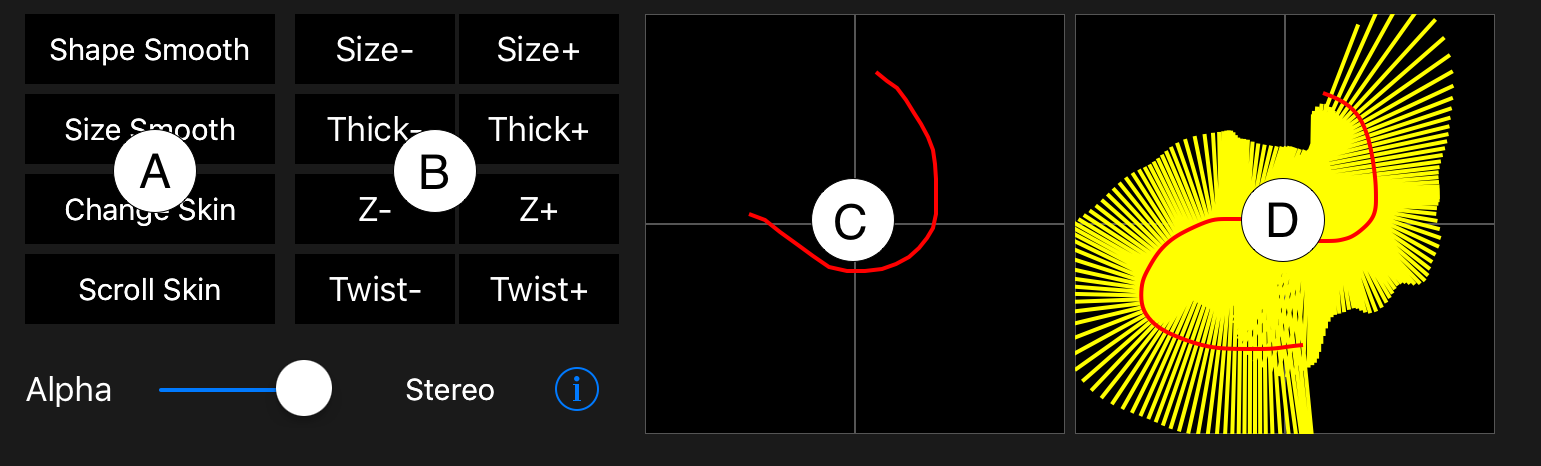 Shape Smooth
Size- Size+
Size Smooth
Thick- Thick+
A
B
Change Skin
Z- Z+
Scroll Skin
Twist- Twist+
Alpha
Stereo
i
C
D